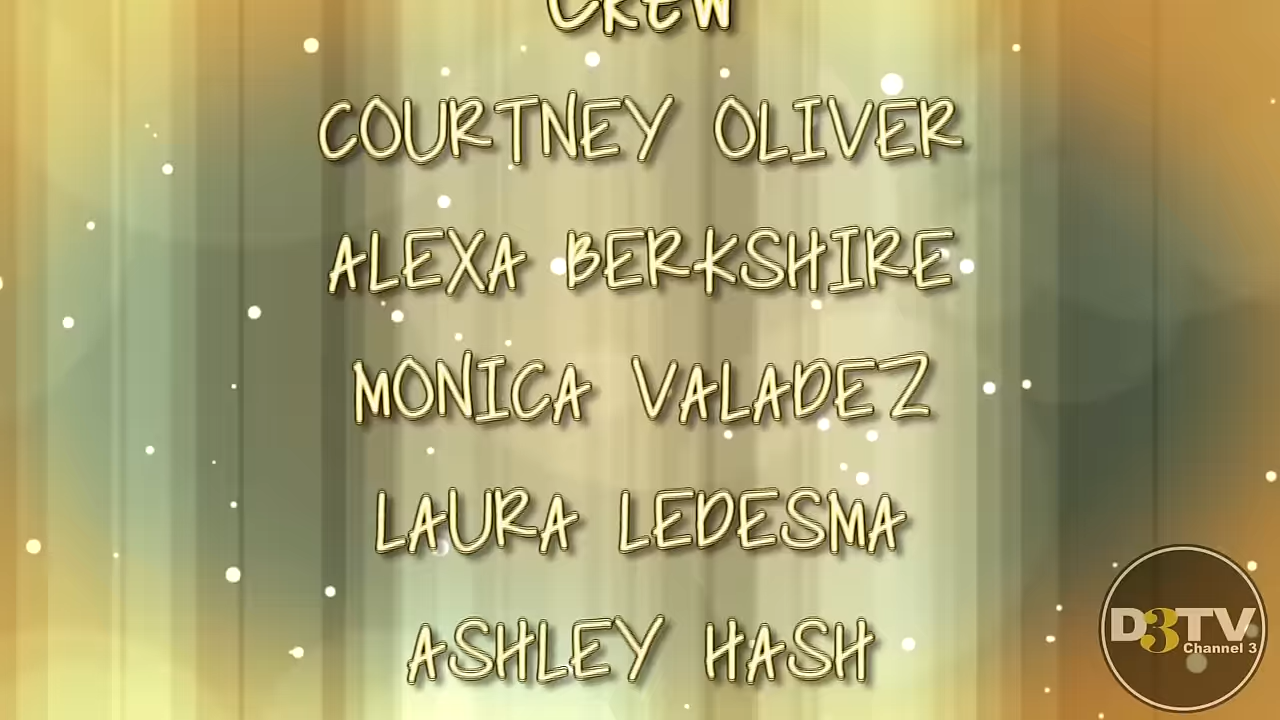 CREW
COURTNEY OLIVER
ALEXA BERKSHIRE
MONICA VALADEZ
LAURA LEDESMA
ASHLEY HASH
D3TV
Channel 3